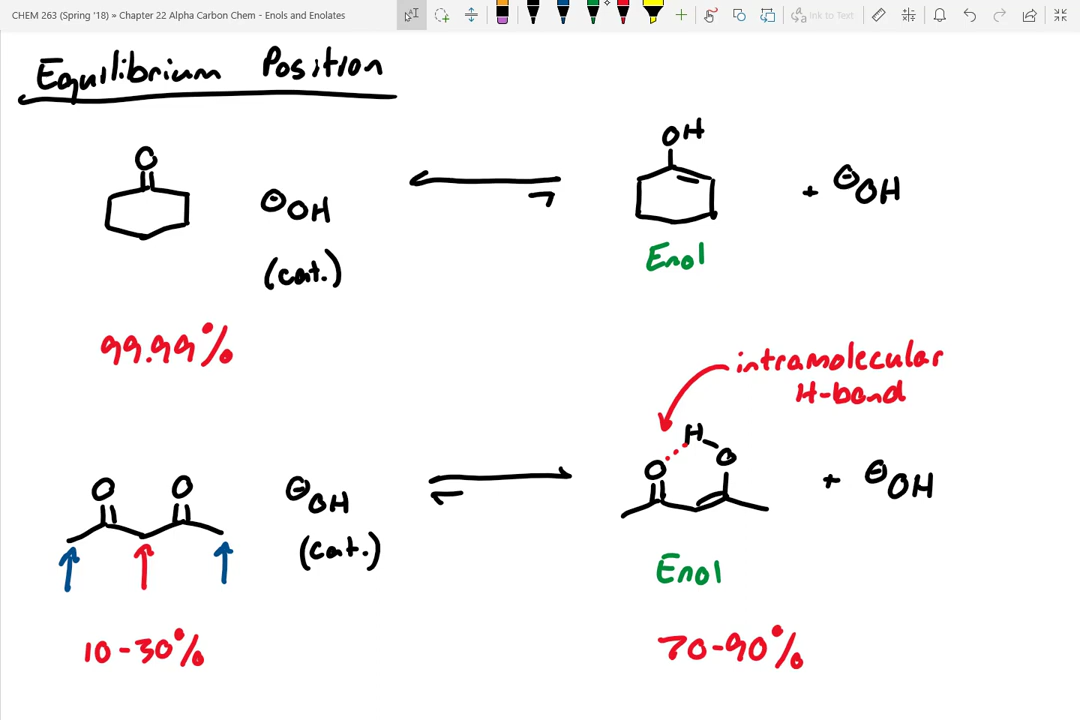 CHEM 263 (Spring '18) » Chapter 22 Alpha Carbon Chem - Enols and Enolates
Ink to Text
Equilibrium Position
O
⊖OH
(cat.)
OH
+ ⊖OH
Enol
99.99%
intramolecular
H-bond
H
O
O
O O
⊖OH
(cat.)
+ ⊖OH
Enol
10-30%
70-90%